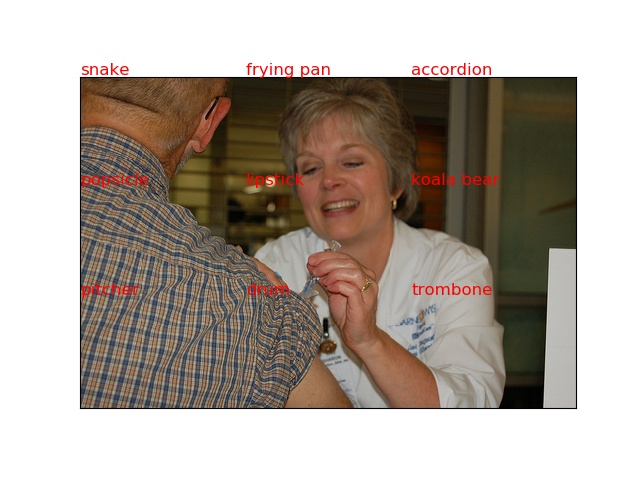 snake frying pan accordion
popsicle lipstick koala bear
pitcher drum trombone